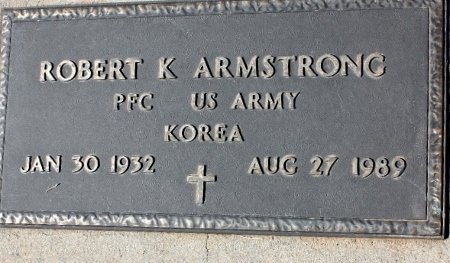 ROBERT K ARMSTRONG
PFC US ARMY
KOREA
JAN 30 1932 AUG 27 1989